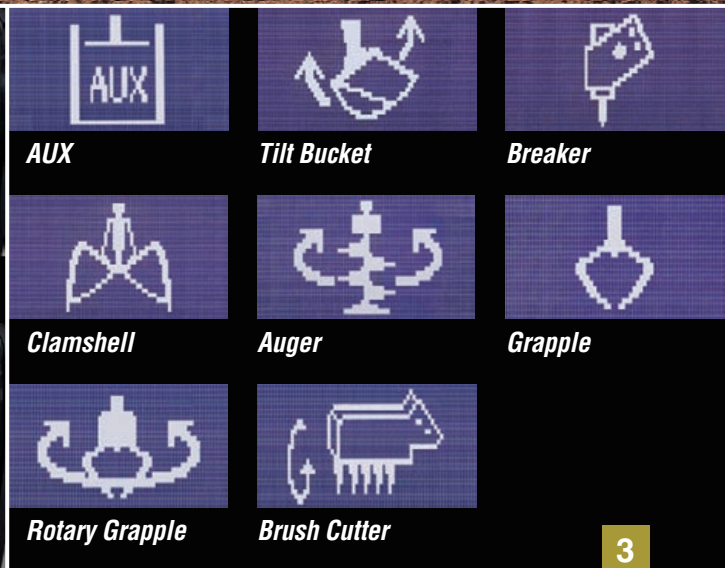 AUX
AUX
Tilt Bucket
Breaker
Clamshell
Auger
Grapple
Rotary Grapple
Brush Cutter
3